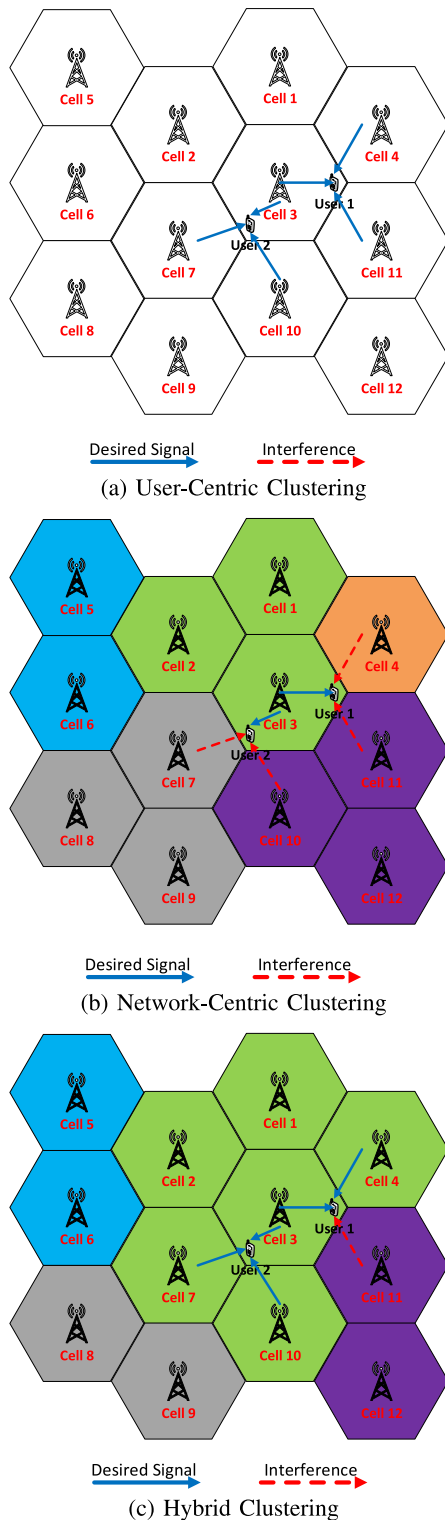 Cell 5
Cell 1
Cell 2
Cell 4
Cell 6
Cell 3
User 1
User 2
Cell 7
Cell 11
Cell 8
Cell 10
Cell 9
Cell 12
Desired Signal Interference
(a) User-Centric Clustering
Cell 5
Cell 1
Cell 2
Cell 4
Cell 6
Cell 3
User 1
User 2
Cell 7
Cell 11
Cell 8
Cell 10
Cell 9
Cell 12
Desired Signal Interference
(b) Network-Centric Clustering
Cell 5
Cell 1
Cell 2
Cell 4
Cell 6
Cell 3
User 1
User 2
Cell 7
Cell 11
Cell 8
Cell 10
Cell 9
Cell 12
Desired Signal Interference
(c) Hybrid Clustering